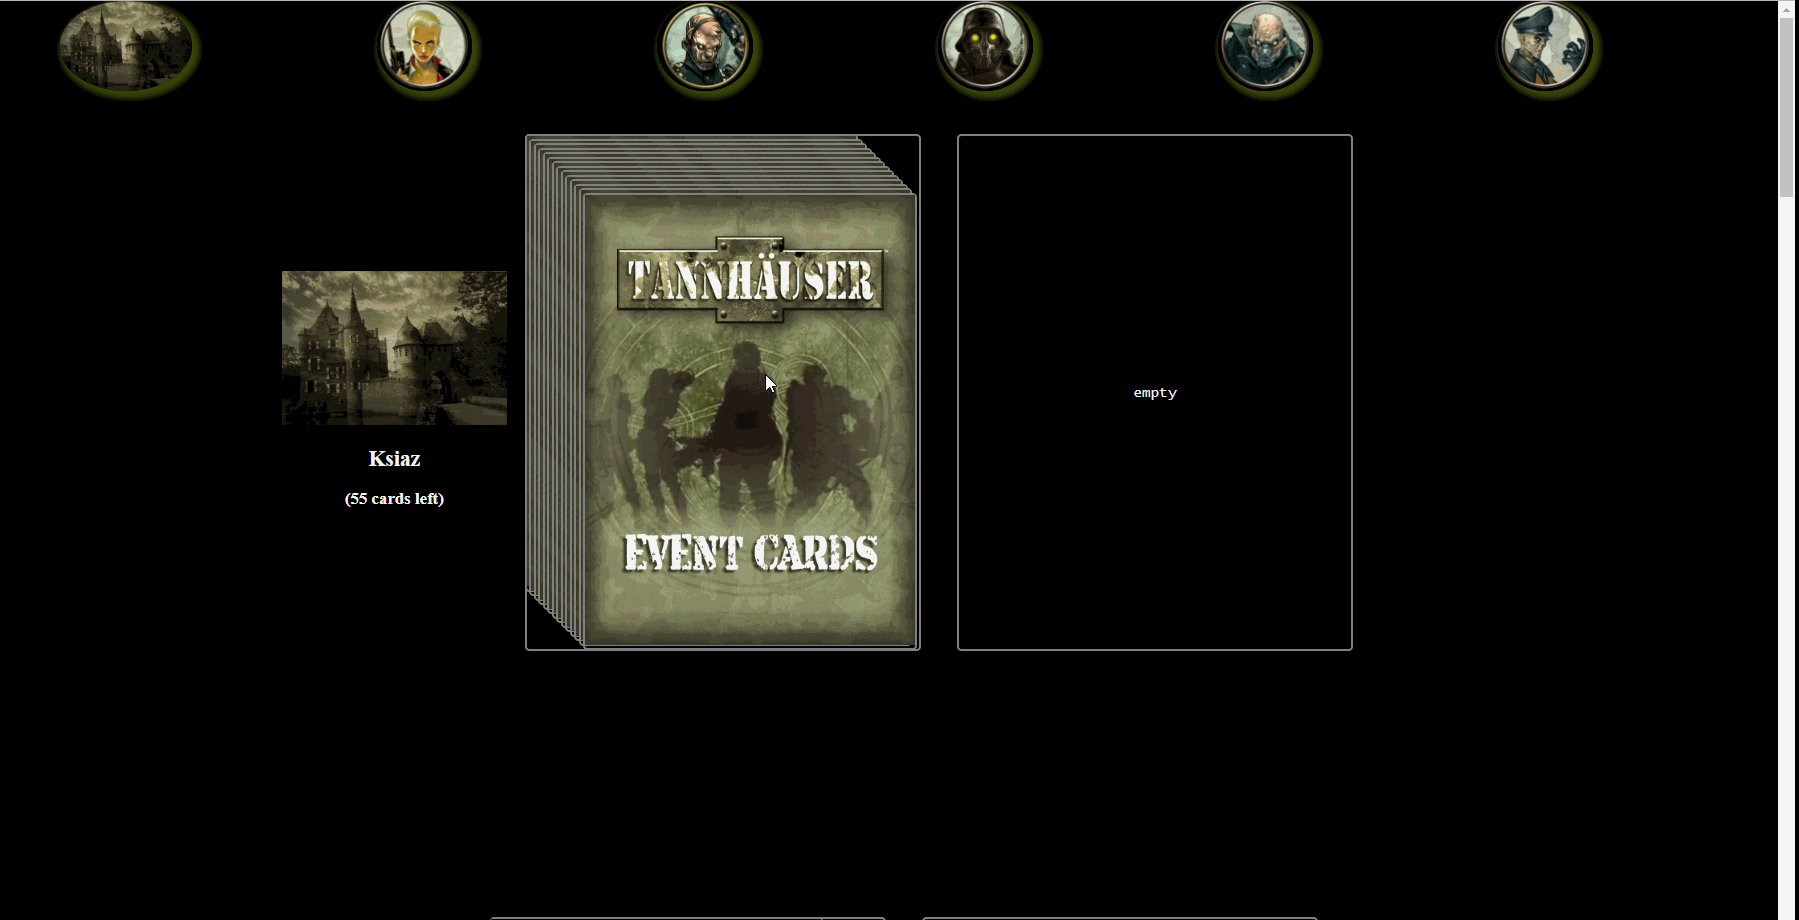 TANNHÄUSER
EVENT CARDS
empty
Ksiaz
(55 cards left)